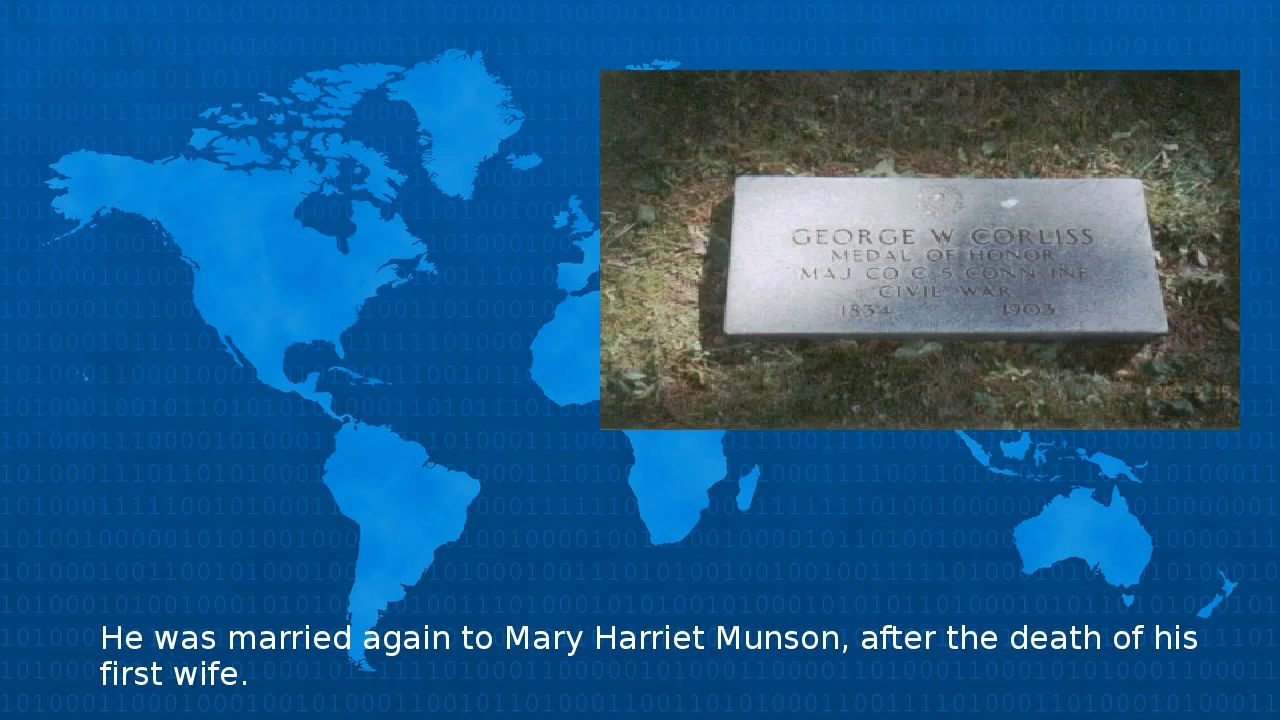 GEORGE W CORLISS
MEDAL OF HONOR
MAJ CO C 5 CONN INF
CIVIL WAR
1834 1903
He was married again to Mary Harriet Munson, after the death of his
first wife.